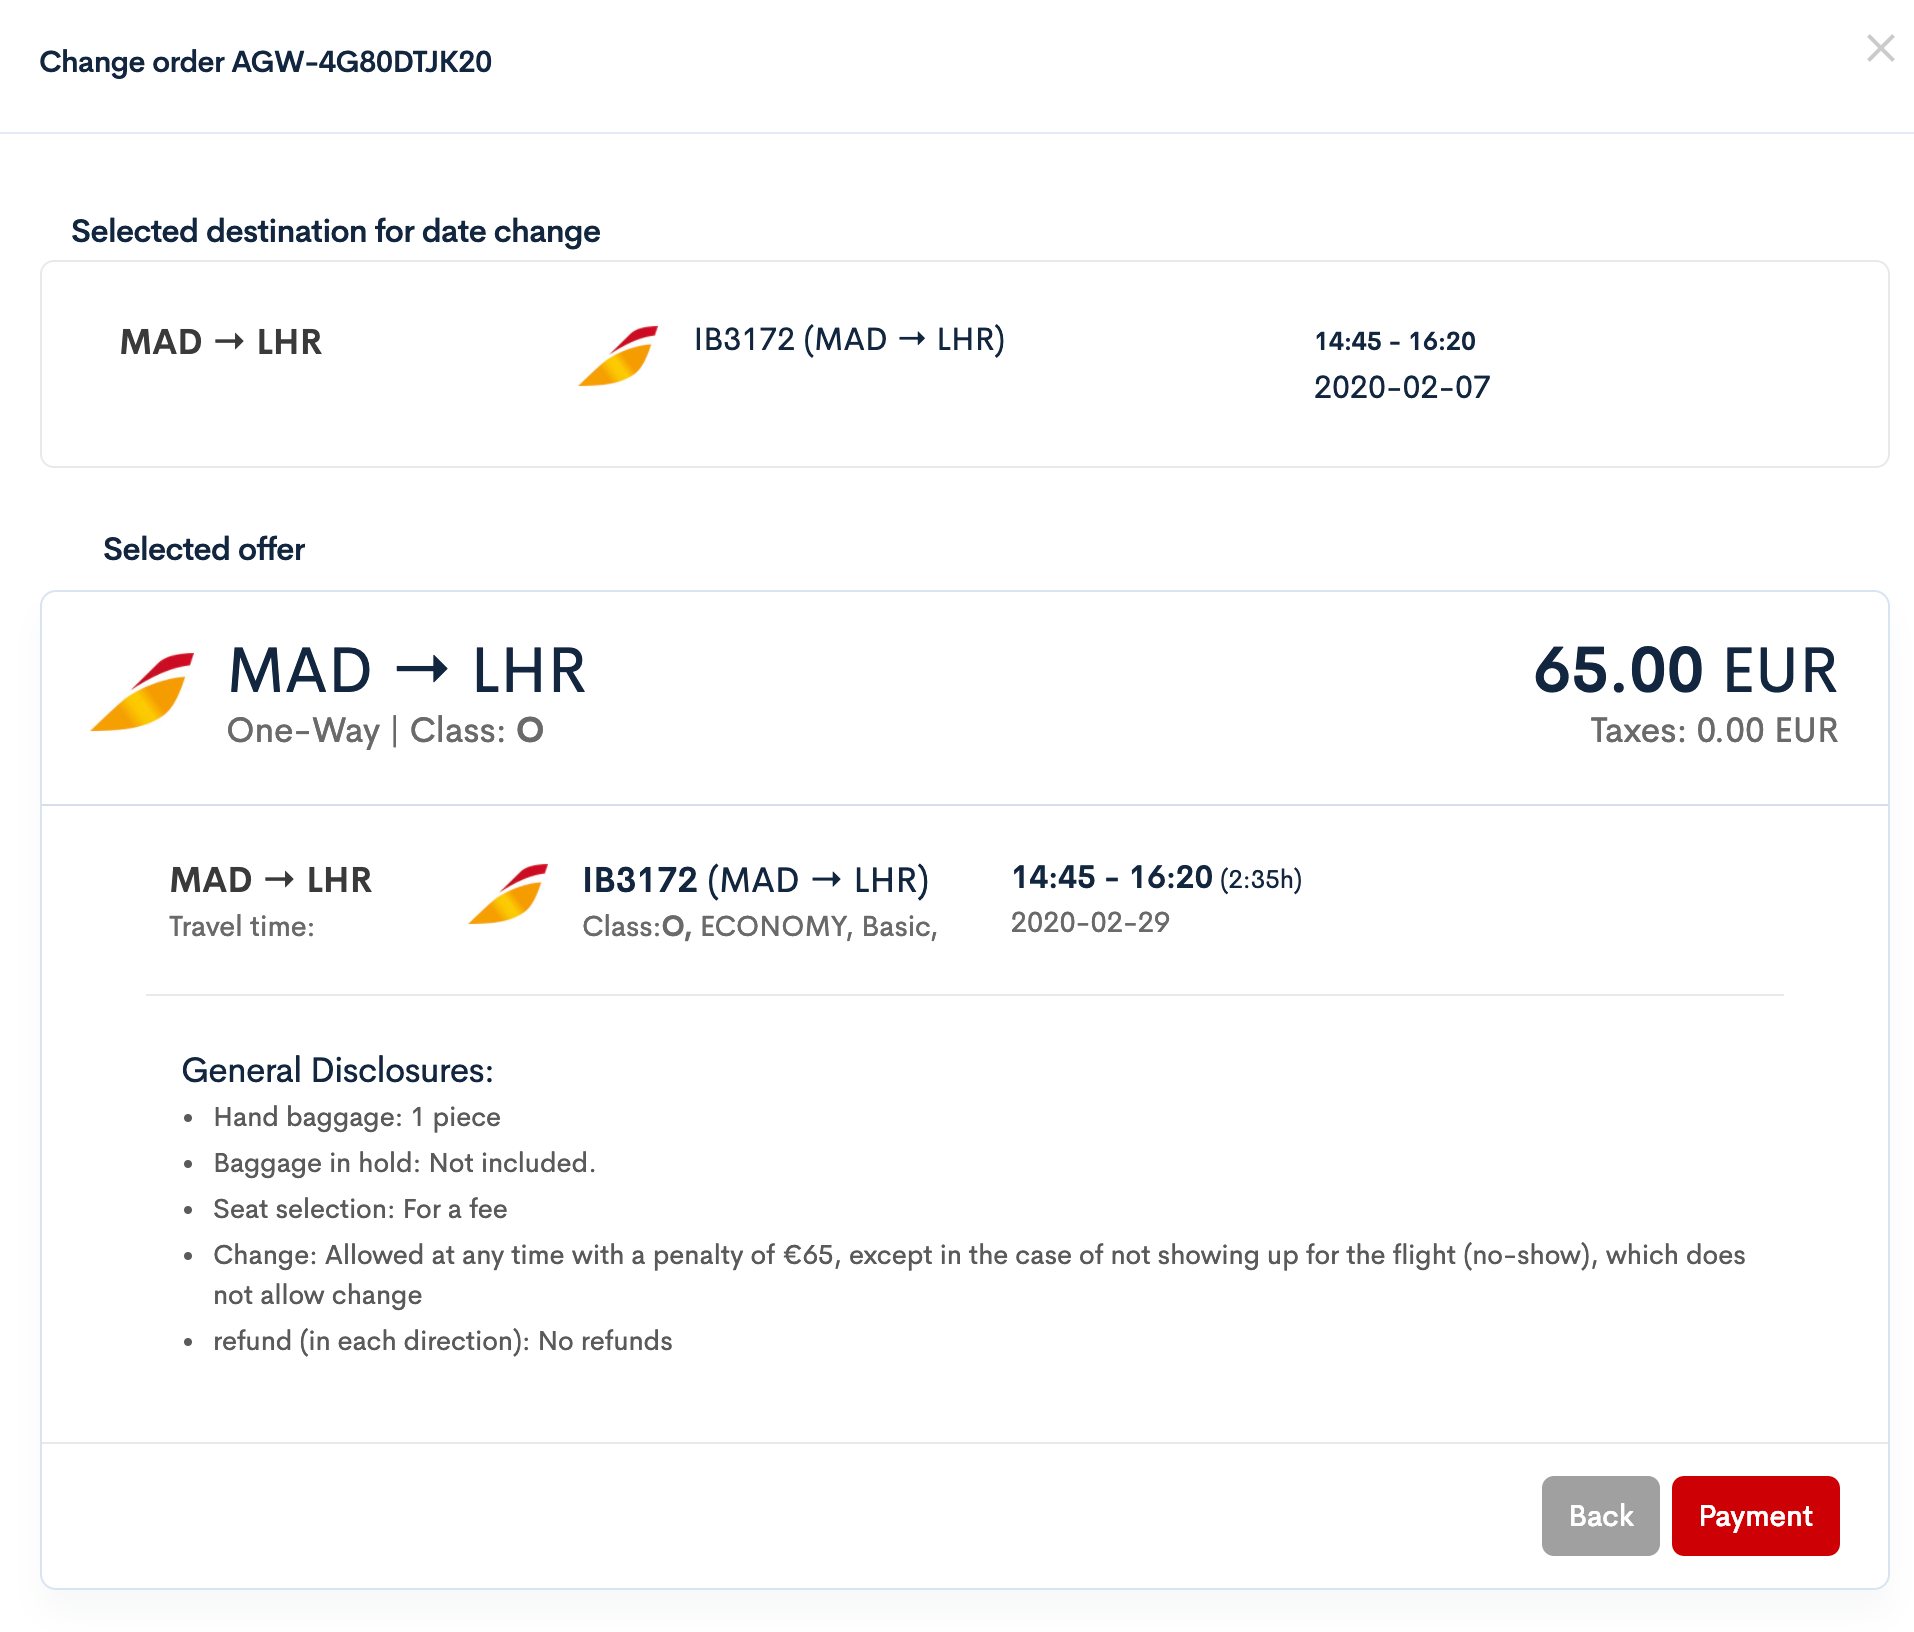 Change order AGW-4G80DTJK20
Selected destination for date change
MAD → LHR
IB3172 (MAD → LHR)
14:45 - 16:20
2020-02-07
Selected offer
MAD → LHR
One-Way | Class: O
65.00 EUR
Taxes: 0.00 EUR
MAD → LHR
Travel time:
IB3172 (MAD → LHR)
Class:O, ECONOMY, Basic,
14:45 - 16:20 (2:35h)
2020-02-29
General Disclosures:
• Hand baggage: 1 piece
• Baggage in hold: Not included.
• Seat selection: For a fee
• Change: Allowed at any time with a penalty of €65, except in the case of not showing up for the flight (no-show), which does
not allow change
• refund (in each direction): No refunds
Back
Payment